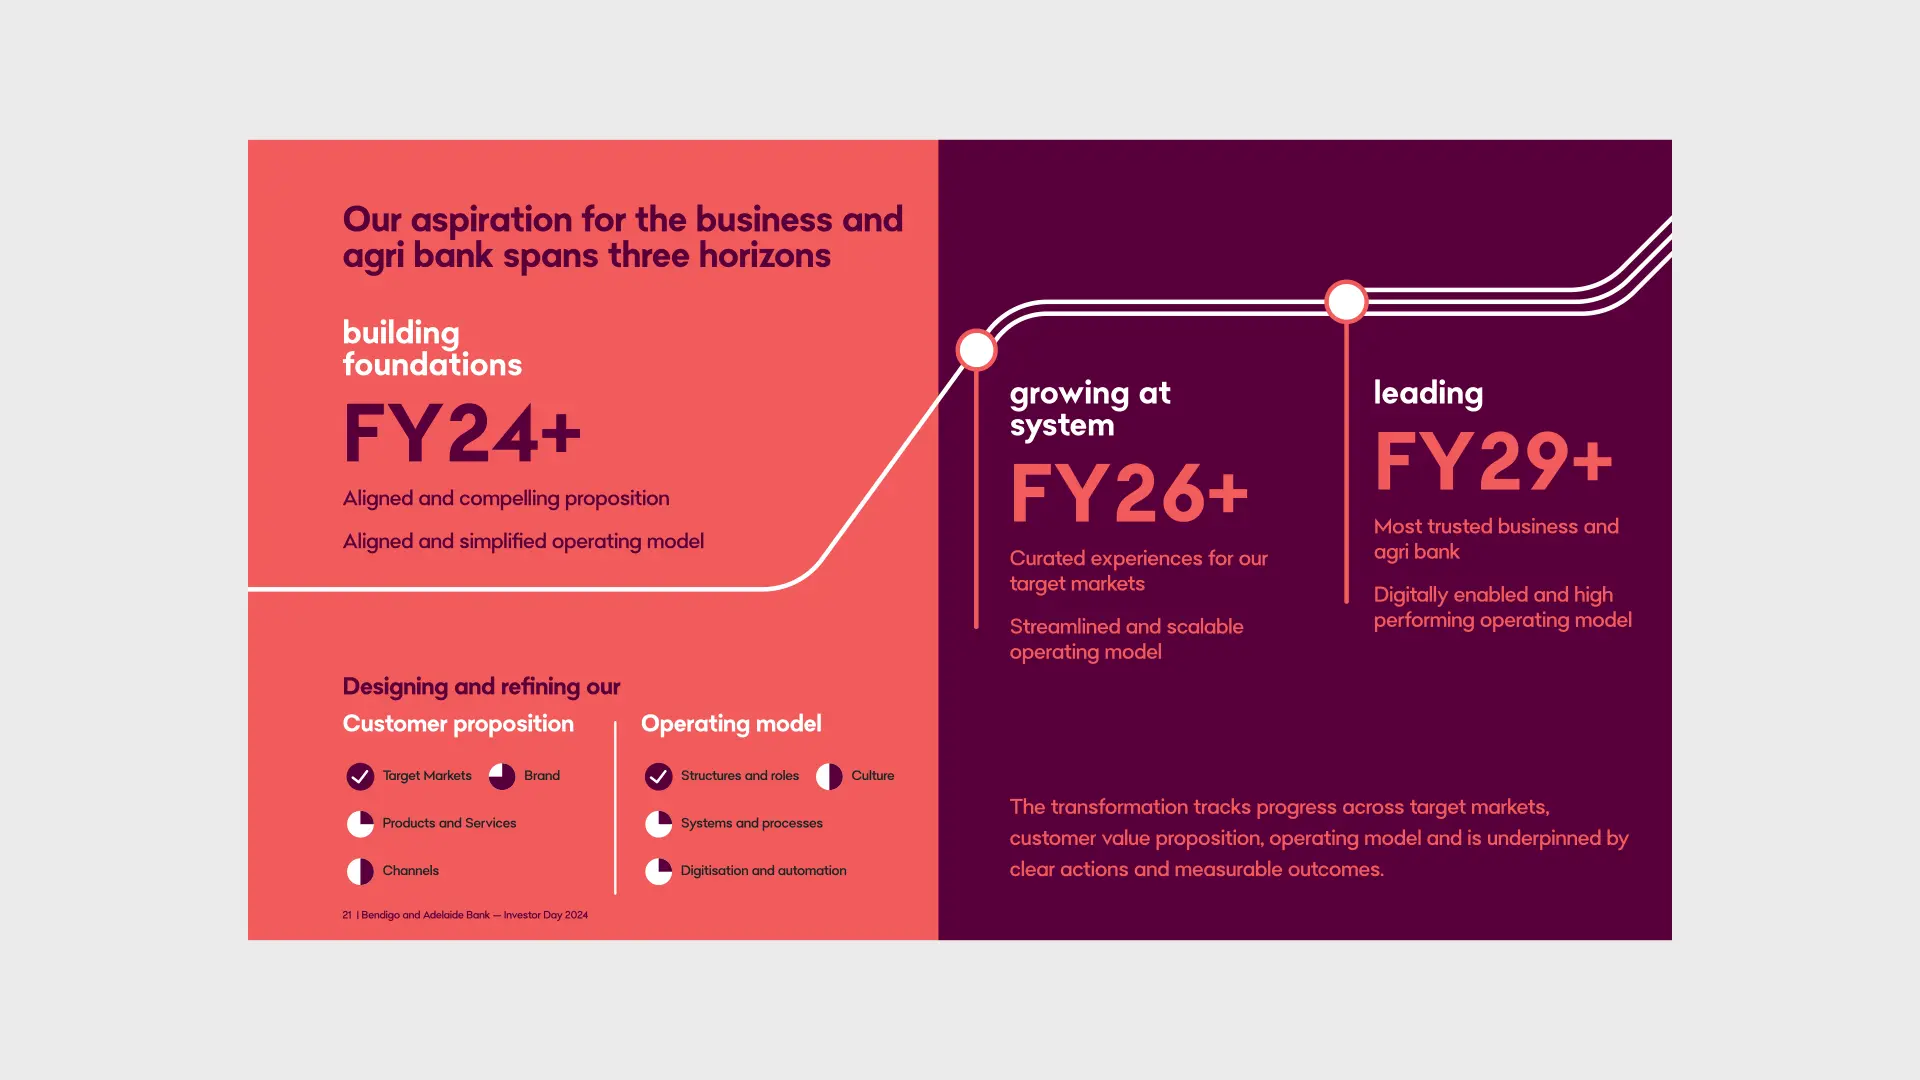 Our aspiration for the business and
agri bank spans three horizons
building
foundations
FY24+
Aligned and compelling proposition
Aligned and simplified operating model
growing at
system
FY26+
Curated experiences for our
target markets
Streamlined and scalable
operating model
leading
FY29+
Most trusted business and
agri bank
Digitally enabled and high
performing operating model
Designing and refining our
Customer proposition
Target Markets
Brand
Products and Services
Channels
Operating model
Structures and roles
Culture
Systems and processes
Digitisation and automation
The transformation tracks progress across target markets,
customer value proposition, operating model and is underpinned by
clear actions and measurable outcomes.
21 | Bendigo and Adelaide Bank — Investor Day 2024